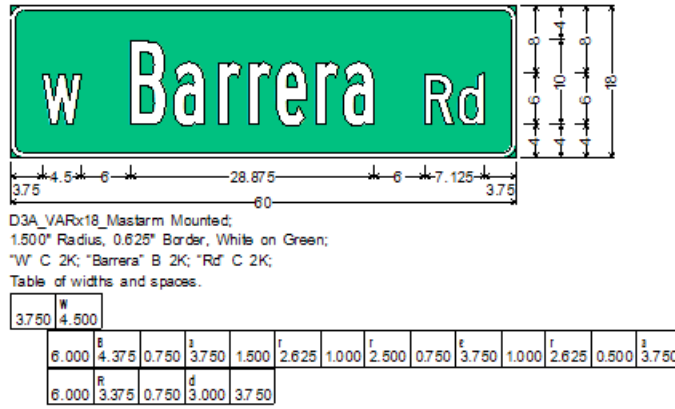 W Barrera Rd
8 4 8
6 10 6 18
4 4 4
3.75 4.5 6 28.875 6 7.125 3.75
60
D3A_VARx18_Mastarm Mounted;
1.500" Radius, 0.625" Border, White on Green;
"W" C 2K; "Barrera" B 2K; "Rd" C 2K;
Table of widths and spaces.
W
3.750 4.500
B a r r e r a
6.000 4.375 0.750 3.750 1.500 2.625 1.000 2.500 0.750 3.750 1.000 2.625 0.500 3.750
R d
6.000 3.375 0.750 3.000 3.750